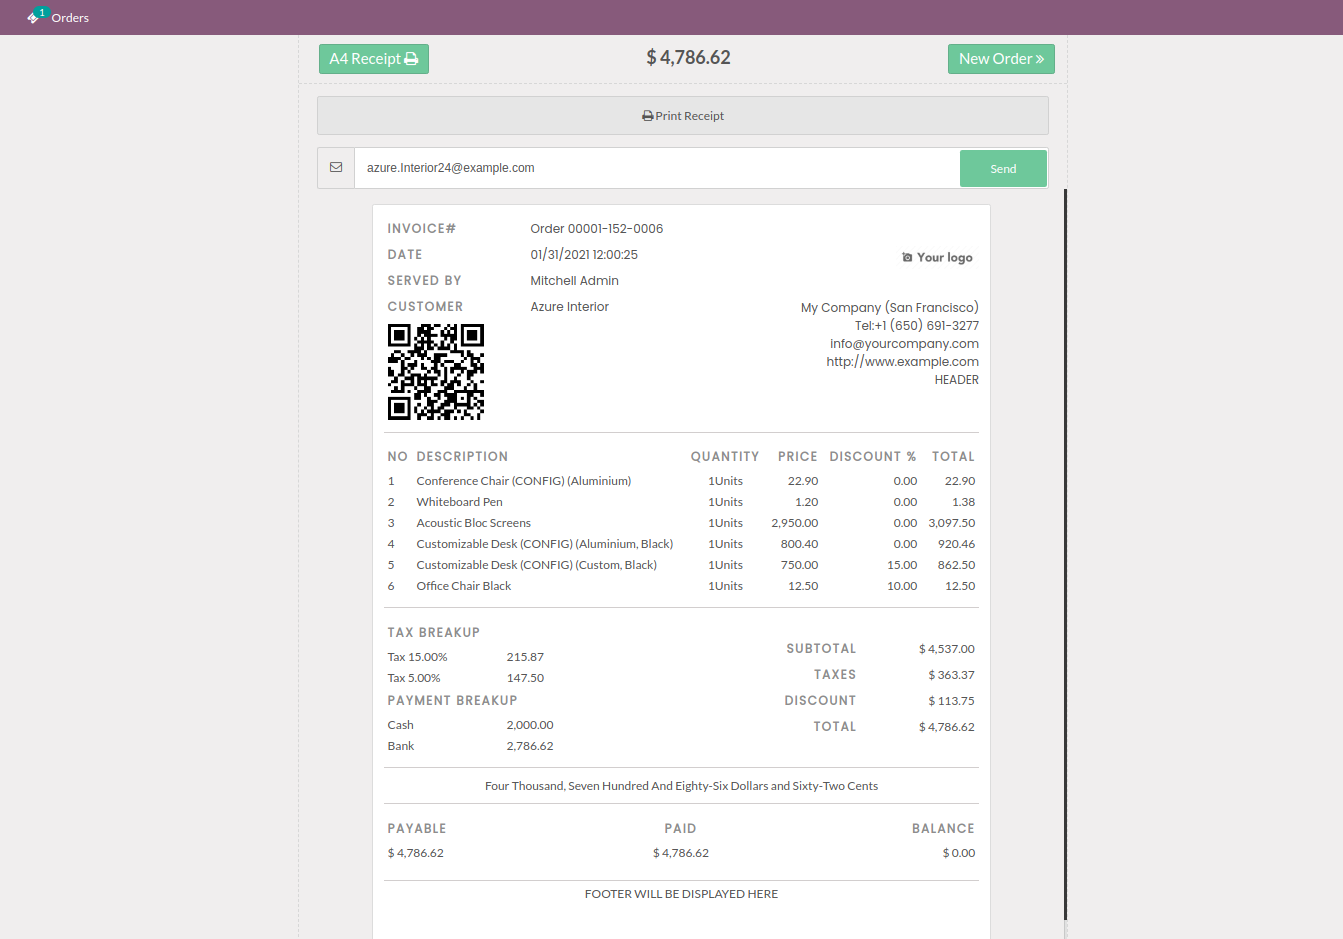 1 Orders
A4 Receipt $ 4,786.62 New Order »
Print Receipt
azure.Interior24@example.com Send
INVOICE# Order 00001-152-0006
DATE 01/31/2021 12:00:25
Your logo
SERVED BY Mitchell Admin
CUSTOMER Azure Interior
My Company (San Francisco)
Tel:+1 (650) 691-3277
info@yourcompany.com
http://www.example.com
HEADER
NO DESCRIPTION QUANTITY PRICE DISCOUNT % TOTAL
1 Conference Chair (CONFIG) (Aluminium) 1Units 22.90 0.00 22.90
2 Whiteboard Pen 1Units 1.20 0.00 1.38
3 Acoustic Bloc Screens 1Units 2,950.00 0.00 3,097.50
4 Customizable Desk (CONFIG) (Aluminium, Black) 1Units 800.40 0.00 920.46
5 Customizable Desk (CONFIG) (Custom, Black) 1Units 750.00 15.00 862.50
6 Office Chair Black 1Units 12.50 10.00 12.50
TAX BREAKUP
Tax 15.00% 215.87
Tax 5.00% 147.50
PAYMENT BREAKUP
Cash 2,000.00
Bank 2,786.62
SUBTOTAL $ 4,537.00
TAXES $ 363.37
DISCOUNT $ 113.75
TOTAL $ 4,786.62
Four Thousand, Seven Hundred And Eighty-Six Dollars and Sixty-Two Cents
PAYABLE PAID BALANCE
$ 4,786.62 $ 4,786.62 $ 0.00
FOOTER WILL BE DISPLAYED HERE